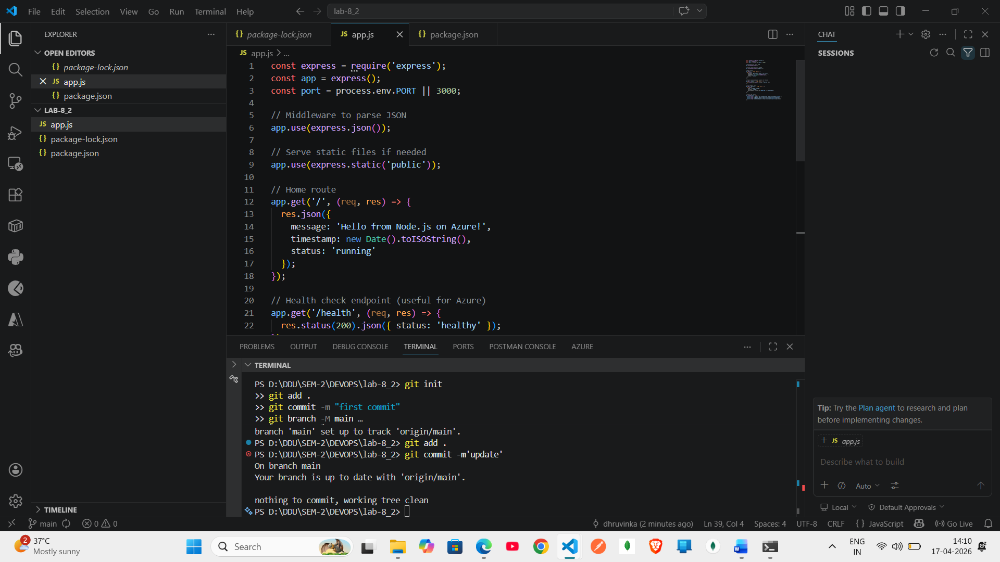 File Edit Selection View Go Run Terminal Help
lab-8_2
EXPLORER
OPEN EDITORS
{} package-lock.json
JS app.js
{} package.json
LAB-8_2
JS app.js
{} package-lock.json
{} package.json
TIMELINE
{} package-lock.json
JS app.js
{} package.json
JS app.js > ...
1 const express = require('express');
2 const app = express();
3 const port = process.env.PORT || 3000;
4
5 // Middleware to parse JSON
6 app.use(express.json());
7
8 // Serve static files if needed
9 app.use(express.static('public'));
10
11 // Home route
12 app.get('/', (req, res) => {
13 res.json({
14 message: 'Hello from Node.js on Azure!',
15 timestamp: new Date().toISOString(),
16 status: 'running'
17 });
18 });
19
20 // Health check endpoint (useful for Azure)
21 app.get('/health', (req, res) => {
22 res.status(200).json({ status: 'healthy' });
PROBLEMS OUTPUT DEBUG CONSOLE TERMINAL PORTS POSTMAN CONSOLE AZURE
TERMINAL
PS D:\DDU\SEM-2\DEVOPS\lab-8_2> git init
>> git add .
>> git commit -m "first commit"
>> git branch -M main …
branch 'main' set up to track 'origin/main'.
PS D:\DDU\SEM-2\DEVOPS\lab-8_2> git add .
PS D:\DDU\SEM-2\DEVOPS\lab-8_2> git commit -m'update'
On branch main
Your branch is up to date with 'origin/main'.
nothing to commit, working tree clean
PS D:\DDU\SEM-2\DEVOPS\lab-8_2>
CHAT
SESSIONS
Tip: Try the Plan agent to research and plan
before implementing changes.
JS app.js
Describe what to build
Auto
Local Default Approvals
main 0 0
dhruvinka (2 minutes ago) Ln 39, Col 4 Spaces: 4 UTF-8 CRLF {} JavaScript Go Live
2
37°C
Mostly sunny
Search
ENG
IN
14:10
17-04-2026